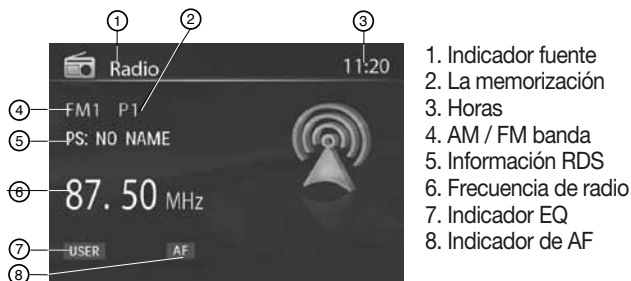 1 2 3
Radio 11:20
4 FM1 P1
5 PS: NO NAME
6 87.50 MHz
7 USER AF
8
1. Indicador fuente
2. La memorización
3. Horas
4. AM / FM banda
5. Información RDS
6. Frecuencia de radio
7. Indicador EQ
8. Indicador de AF